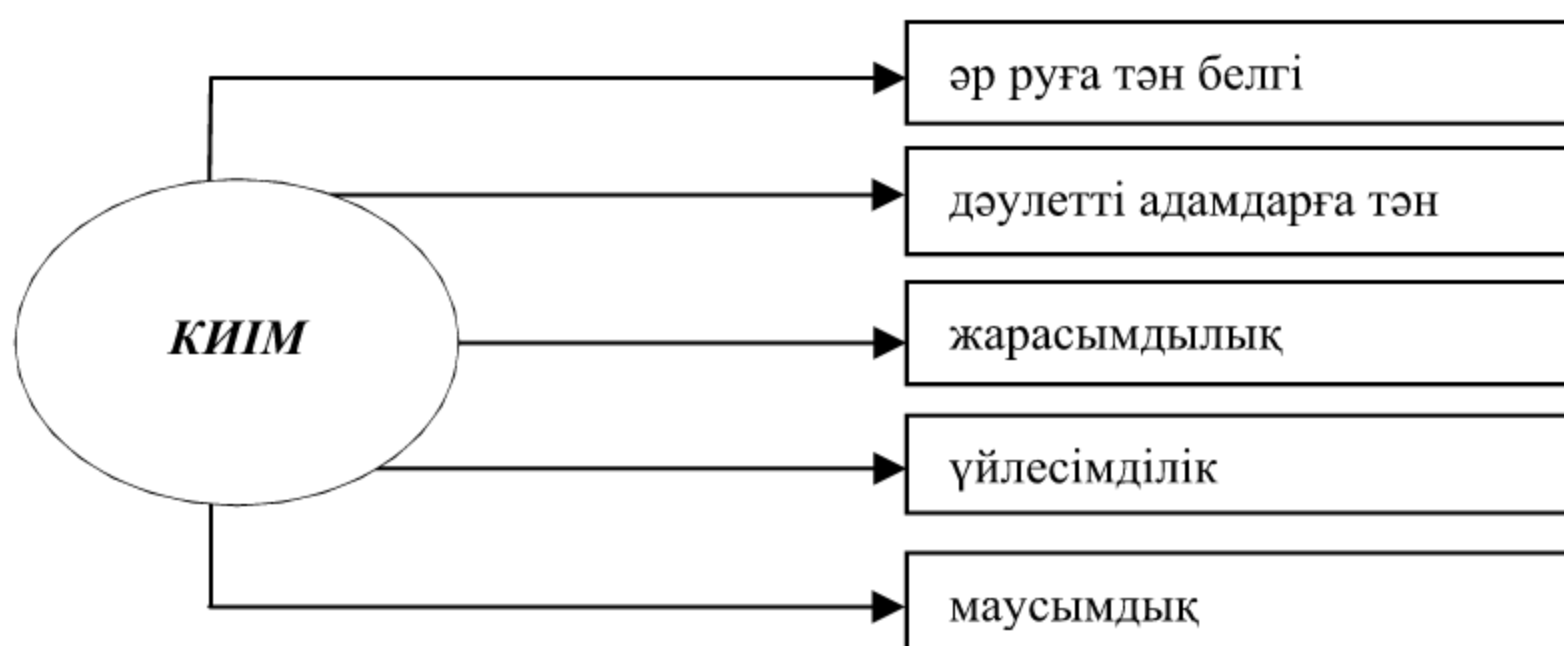 әр руға тән белгі
дәулетті адамдарға тән
КИІМ
жарасымдылық
үйлесімділік
маусымдық